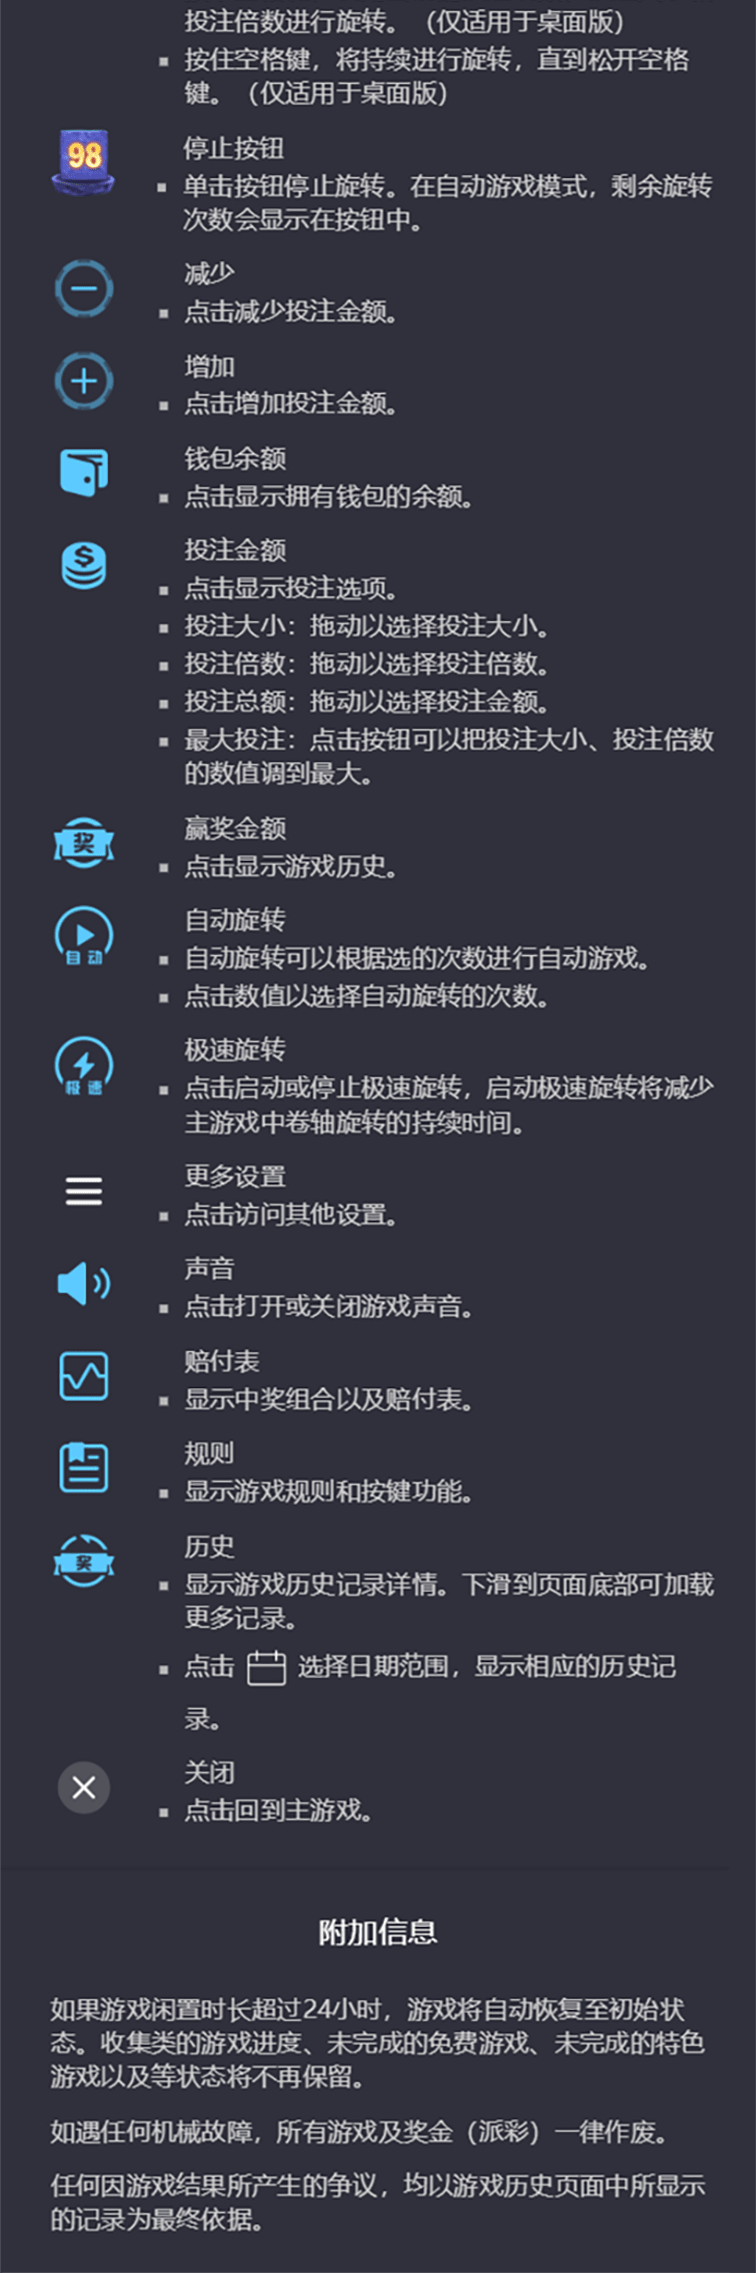 投注倍数进行旋转。（仅适用于桌面版）
按住空格键，将持续进行旋转，直到松开空格
键。（仅适用于桌面版）
98
停止按钮
单击按钮停止旋转。在自动游戏模式，剩余旋转
次数会显示在按钮中。
减少
点击减少投注金额。
增加
点击增加投注金额。
钱包余额
点击显示拥有钱包的余额。
$
投注金额
点击显示投注选项。
投注大小：拖动以选择投注大小。
投注倍数：拖动以选择投注倍数。
投注总额：拖动以选择投注金额。
最大投注：点击按钮可以把投注大小、投注倍数
的数值调到最大。
奖
赢奖金额
点击显示游戏历史。
自动
自动旋转
自动旋转可以根据选的次数进行自动游戏。
点击数值以选择自动旋转的次数。
极速
极速旋转
点击启动或停止极速旋转，启动极速旋转将减少
主游戏中卷轴旋转的持续时间。
更多设置
点击访问其他设置。
声音
点击打开或关闭游戏声音。
赔付表
显示中奖组合以及赔付表。
规则
显示游戏规则和按键功能。
奖
历史
显示游戏历史记录详情。下滑到页面底部可加载
更多记录。
点击 选择日期范围，显示相应的历史记
录。
关闭
点击回到主游戏。
附加信息
如果游戏闲置时长超过24小时，游戏将自动恢复至初始状
态。收集类的游戏进度、未完成的免费游戏、未完成的特色
游戏以及等状态将不再保留。
如遇任何机械故障，所有游戏及奖金（派彩）一律作废。
任何因游戏结果所产生的争议，均以游戏历史页面中所显示
的记录为最终依据。